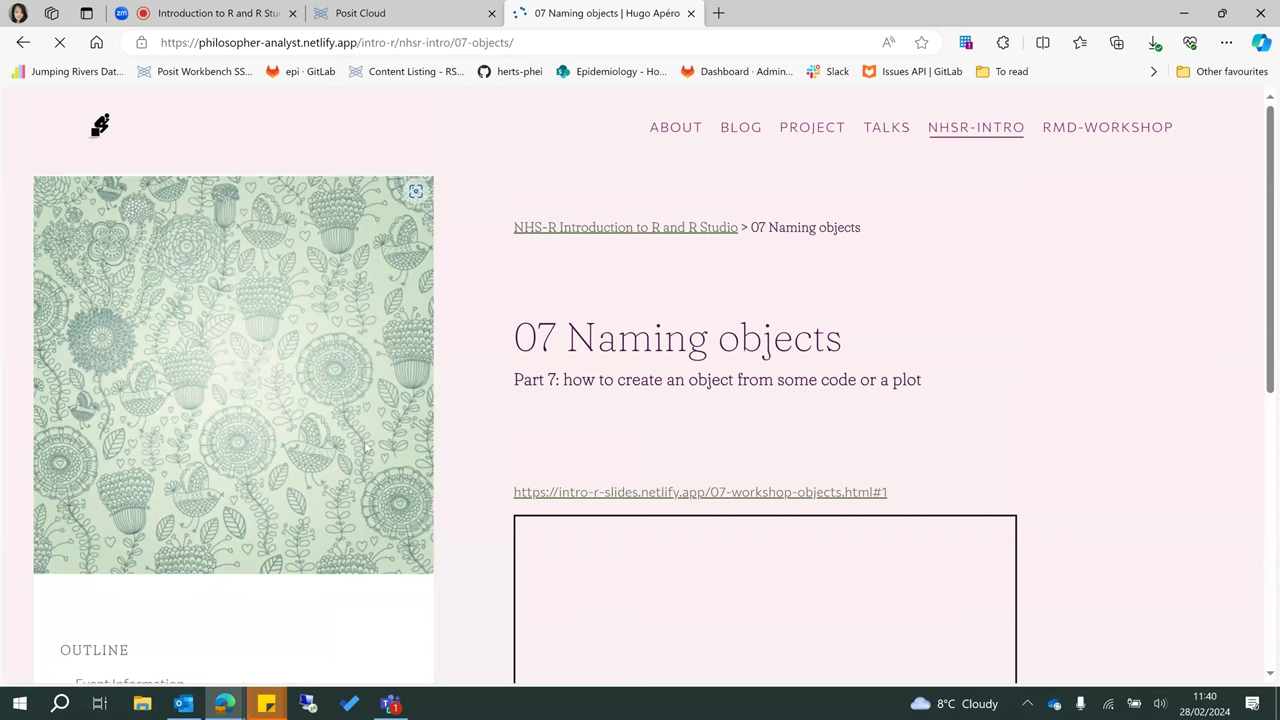 Introduction to R and R Stu
Posit Cloud
07 Naming objects | Hugo Apéro
https://philosopher-analyst.netlify.app/intro-r/nhsr-intro/07-objects/
Jumping Rivers Dat...
Posit Workbench SS...
epi · GitLab
Content Listing - RS...
herts-phei
Epidemiology - Ho...
Dashboard · Admin...
Slack
Issues API | GitLab
To read
Other favourites
ABOUT BLOG PROJECT TALKS NHSR-INTRO RMD-WORKSHOP
NHS-R Introduction to R and R Studio > 07 Naming objects
07 Naming objects
Part 7: how to create an object from some code or a plot
https://intro-r-slides.netlify.app/07-workshop-objects.html#1
OUTLINE
Event Information
8°C Cloudy
11:40
28/02/2024